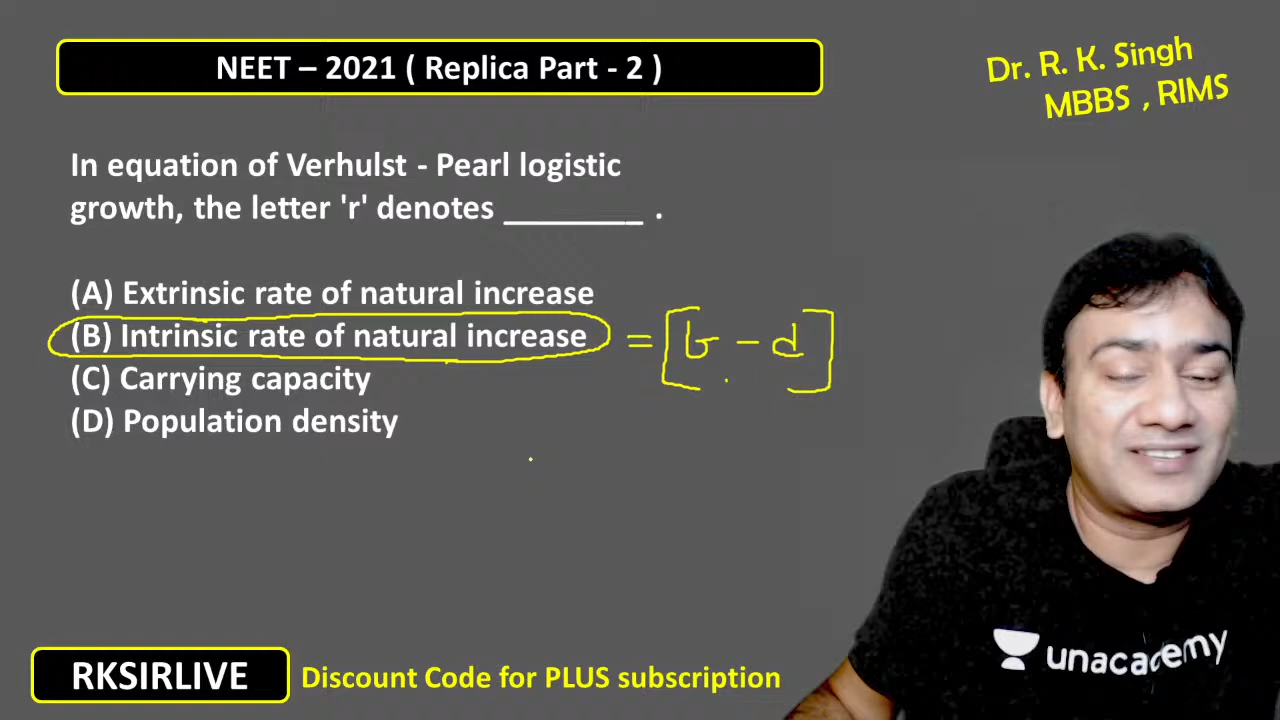 NEET – 2021 ( Replica Part - 2 )
Dr. R. K. Singh
MBBS , RIMS
In equation of Verhulst - Pearl logistic
growth, the letter 'r' denotes ________ .
(A) Extrinsic rate of natural increase
(B) Intrinsic rate of natural increase = [b - d]
(C) Carrying capacity
(D) Population density
unacademy
RKSIRLIVE Discount Code for PLUS subscription